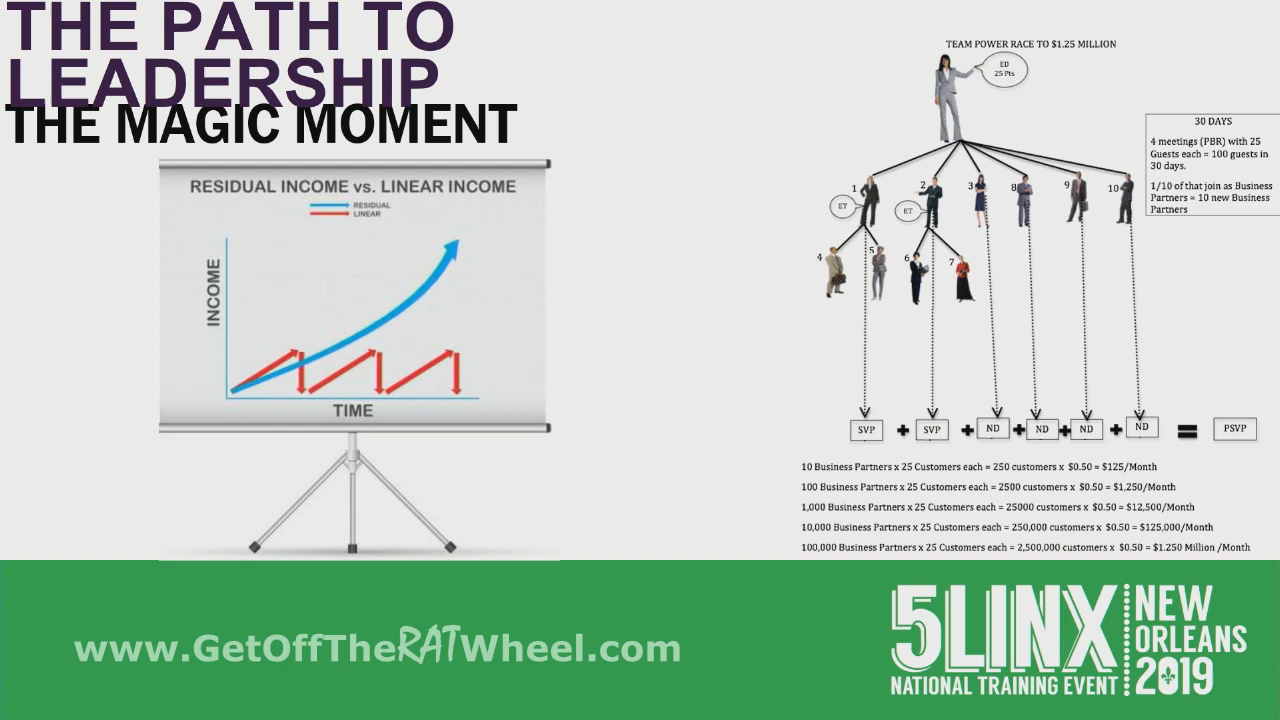 THE PATH TO
LEADERSHIP
THE MAGIC MOMENT
RESIDUAL INCOME vs. LINEAR INCOME
RESIDUAL
LINEAR
INCOME
TIME
TEAM POWER RACE TO $1.25 MILLION
ED
25 Pts
30 DAYS
4 meetings (PBR) with 25
Guests each = 100 guests in
30 days.
1/10 of that join as Business
Partners = 10 new Business
Partners
1
2
3
8
9
10
ET
ET
4
5
6
7
SVP + SVP + ND + ND + ND + ND = PSVP
10 Business Partners x 25 Customers each = 250 customers x $0.50 = $125/Month
100 Business Partners x 25 Customers each = 2500 customers x $0.50 = $1,250/Month
1,000 Business Partners x 25 Customers each = 25000 customers x $0.50 = $12,500/Month
10,000 Business Partners x 25 Customers each = 250,000 customers x $0.50 = $125,000/Month
100,000 Business Partners x 25 Customers each = 2,500,000 customers x $0.50 = $1.250 Million /Month
www.GetOffTheRATWheel.com
5LINX
NATIONAL TRAINING EVENT
NEW
ORLEANS
2019